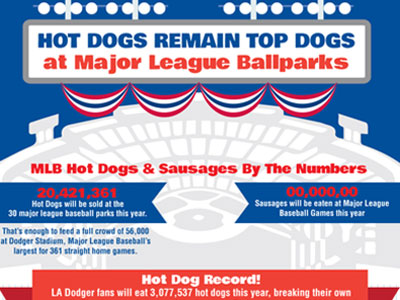 HOT DOGS REMAIN TOP DOGS
at Major League Ballparks
MLB Hot Dogs & Sausages By The Numbers
20,421,361
Hot Dogs will be sold at the
30 major league baseball parks this year.
That's enough to feed a full crowd of 56,000
at Dodger Stadium, Major League Baseball's
largest for 361 straight home games.
00,000,00
Sausages will be eaten at Major League
Baseball Games this year
Hot Dog Record!
LA Dodger fans will eat 3,077,537 hot dogs this year, breaking their own